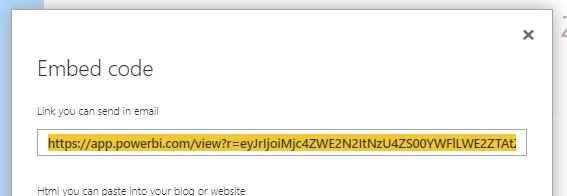 Embed code
Link you can send in email
https://app.powerbi.com/view?r=eyJrIjoiMjc4ZWE2N2ItNzU4ZS00YWFlLWE2ZTAtZ
Html you can paste into your blog or website